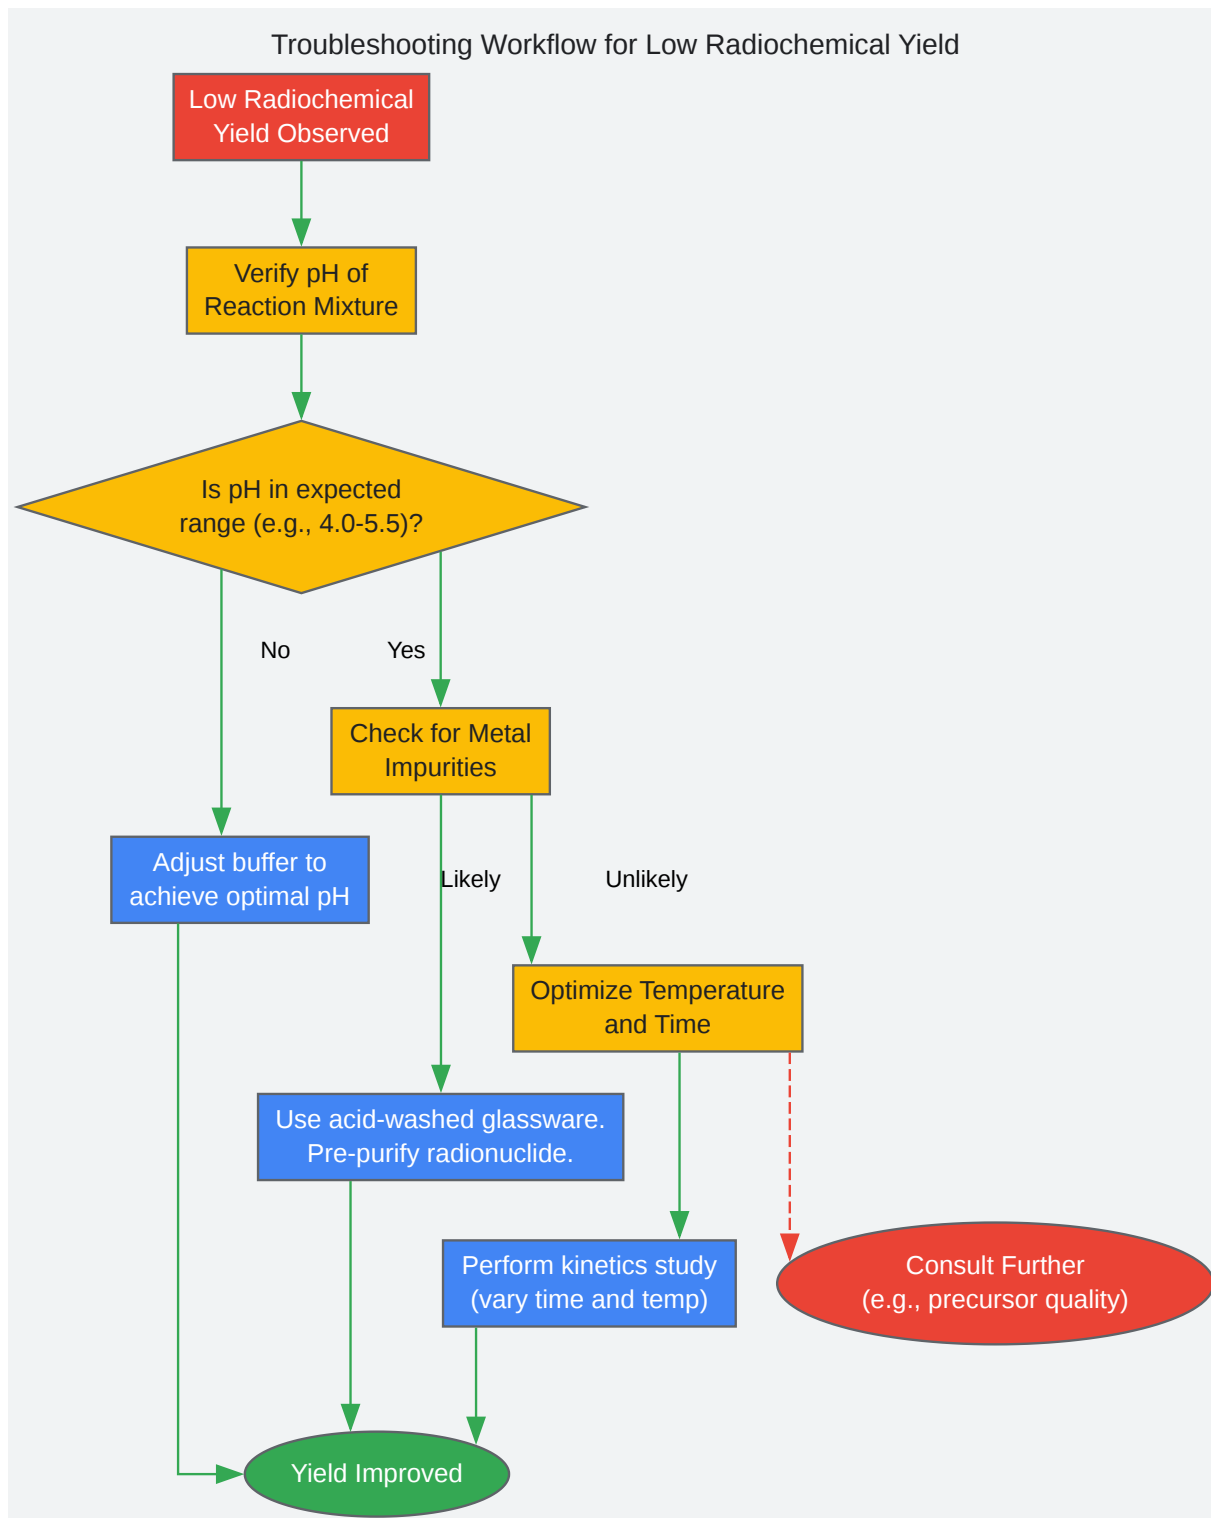 Troubleshooting Workflow for Low Radiochemical Yield
Low Radiochemical
Yield Observed
Verify pH of
Reaction Mixture
Is pH in expected
range (e.g., 4.0-5.5)?
No
Yes
Check for Metal
Impurities
Adjust buffer to
achieve optimal pH
Likely
Unlikely
Optimize Temperature
and Time
Use acid-washed glassware.
Pre-purify radionuclide.
Perform kinetics study
(vary time and temp)
Consult Further
(e.g., precursor quality)
Yield Improved